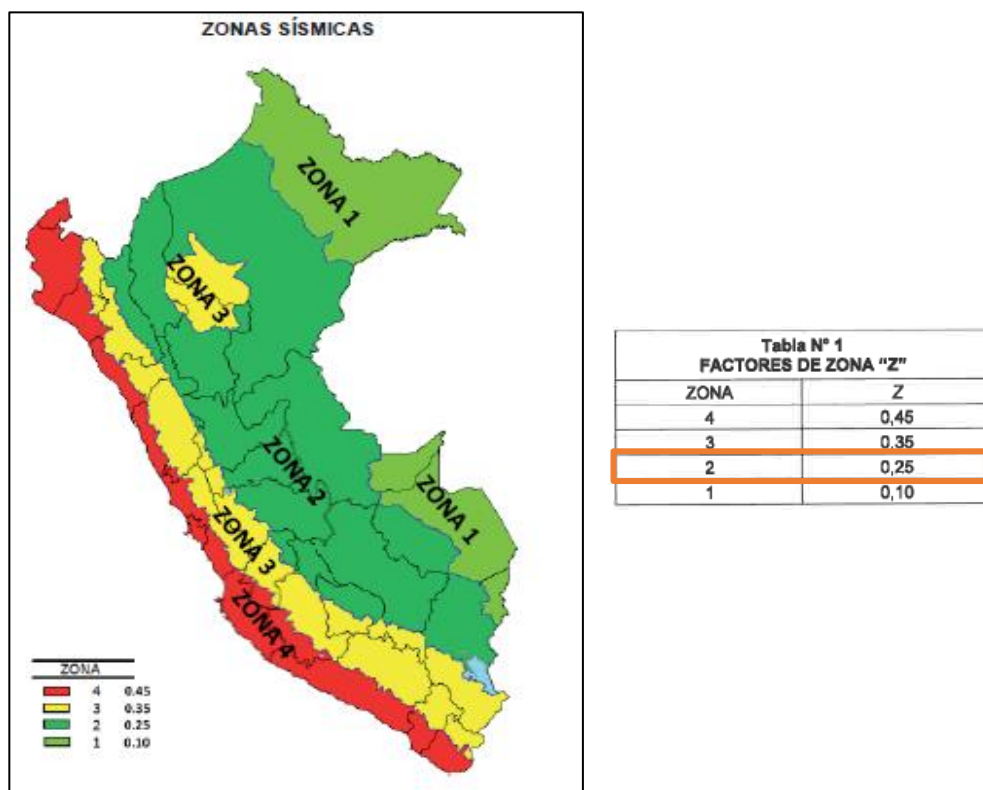 ZONAS SÍSMICAS
ZONA 1
ZONA 3
ZONA 2
ZONA 1
ZONA 3
ZONA 4
ZONA
4 0.45
3 0.35
2 0.25
1 0.10
Tabla N° 1
FACTORES DE ZONA "Z"
ZONA Z
4 0,45
3 0,35
2 0,25
1 0,10